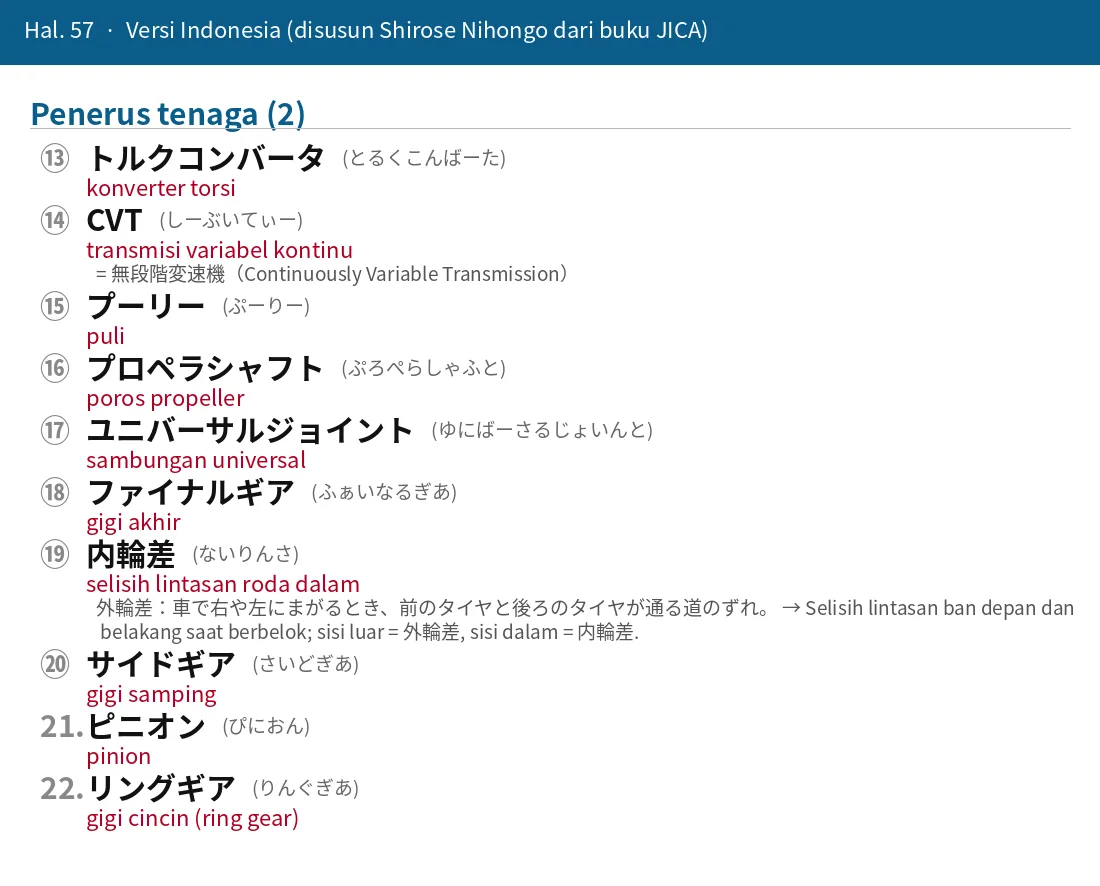 Hal. 57 · Versi Indonesia (disusun Shirose Nihongo dari buku JICA)
Penerus tenaga (2)
⑬ トルクコンバータ (とるくこんばーた)
konverter torsi
⑭ CVT (しーぶいてぃー)
transmisi variabel kontinu
= 無段階変速機（Continuously Variable Transmission）
⑮ プーリー (ぷーりー)
puli
⑯ プロペラシャフト (ぷろぺらしゃふと)
poros propeller
⑰ ユニバーサルジョイント (ゆにばーさるじょいんと)
sambungan universal
⑱ ファイナルギア (ふぁいなるぎあ)
gigi akhir
⑲ 内輪差 (ないりんさ)
selisih lintasan roda dalam
外輪差：車で右や左にまがるとき、前のタイヤと後ろのタイヤが通る道のずれ。 → Selisih lintasan ban depan dan
belakang saat berbelok; sisi luar = 外輪差, sisi dalam = 内輪差.
⑳ サイドギア (さいどぎあ)
gigi samping
21. ピニオン (ぴにおん)
pinion
22. リングギア (りんぐぎあ)
gigi cincin (ring gear)